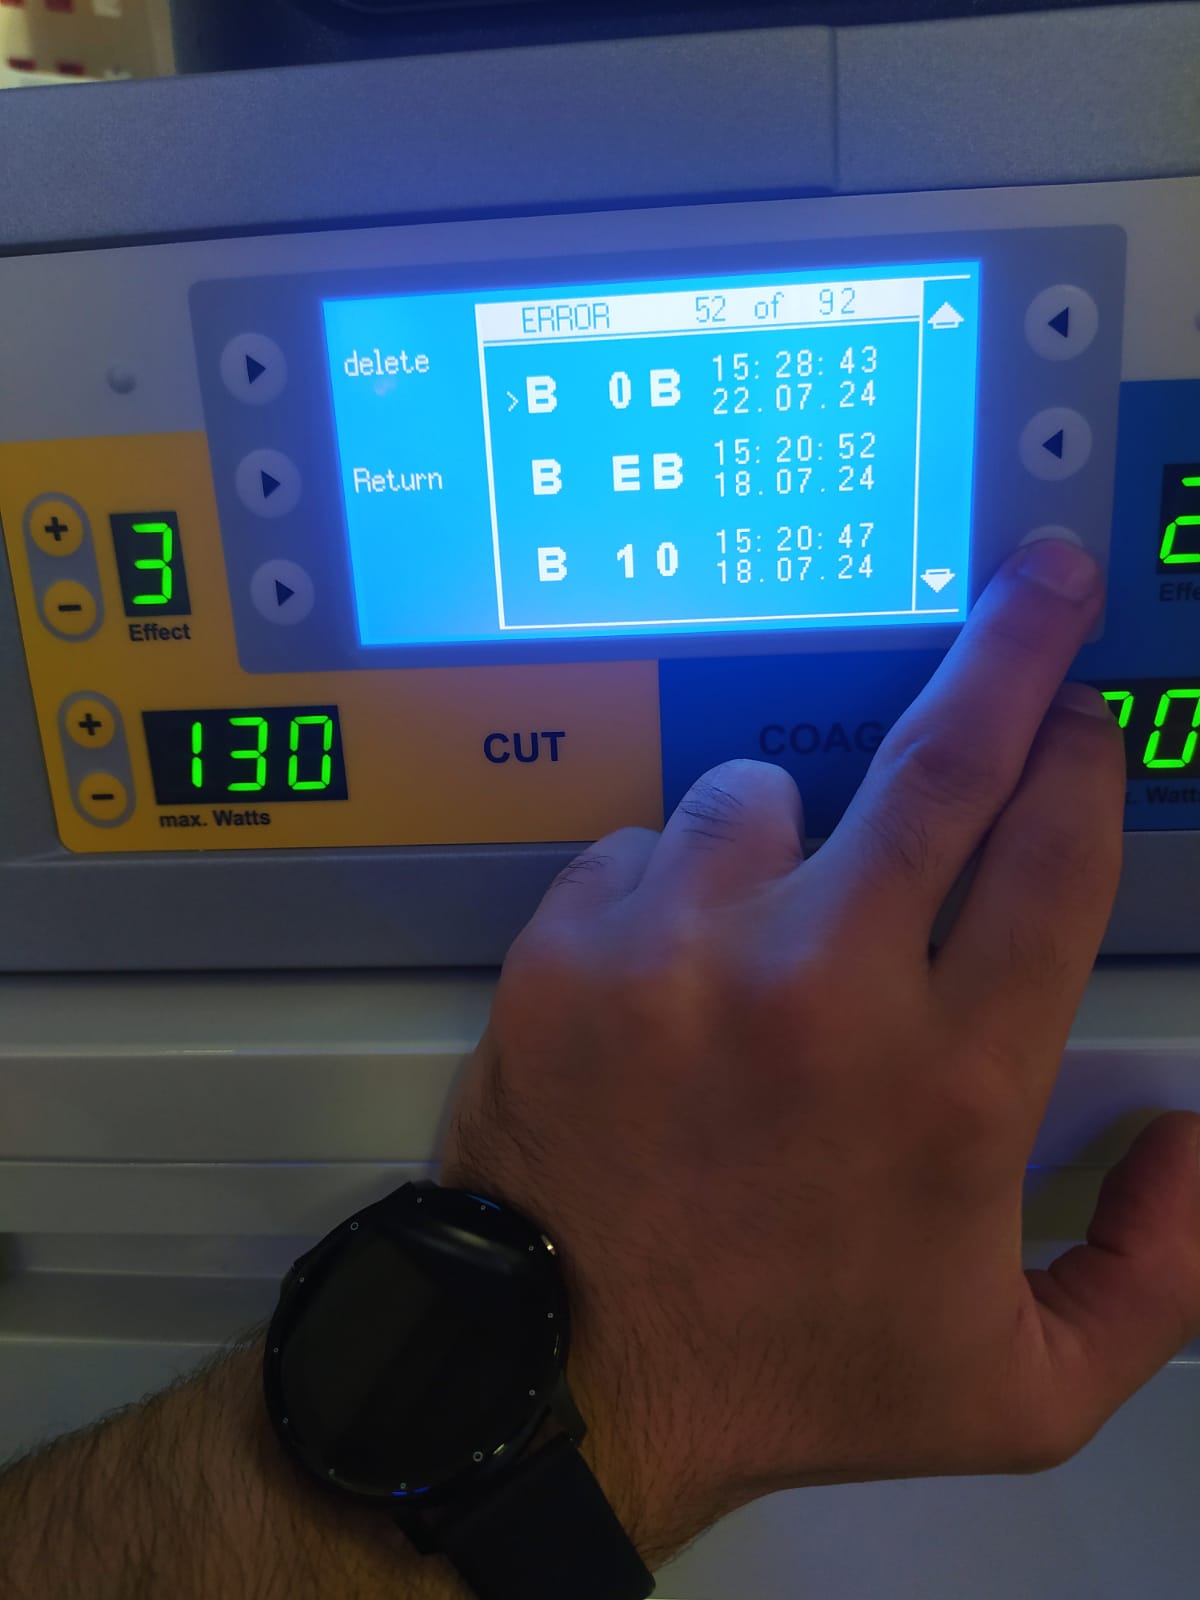 ERROR 52 of 92
delete
>B 0B 15:28:43
22.07.24
Return
B EB 15:20:52
18.07.24
B 10 15:20:47
18.07.24
+
3
−
Effect
+
130
−
max. Watts
CUT
COAG